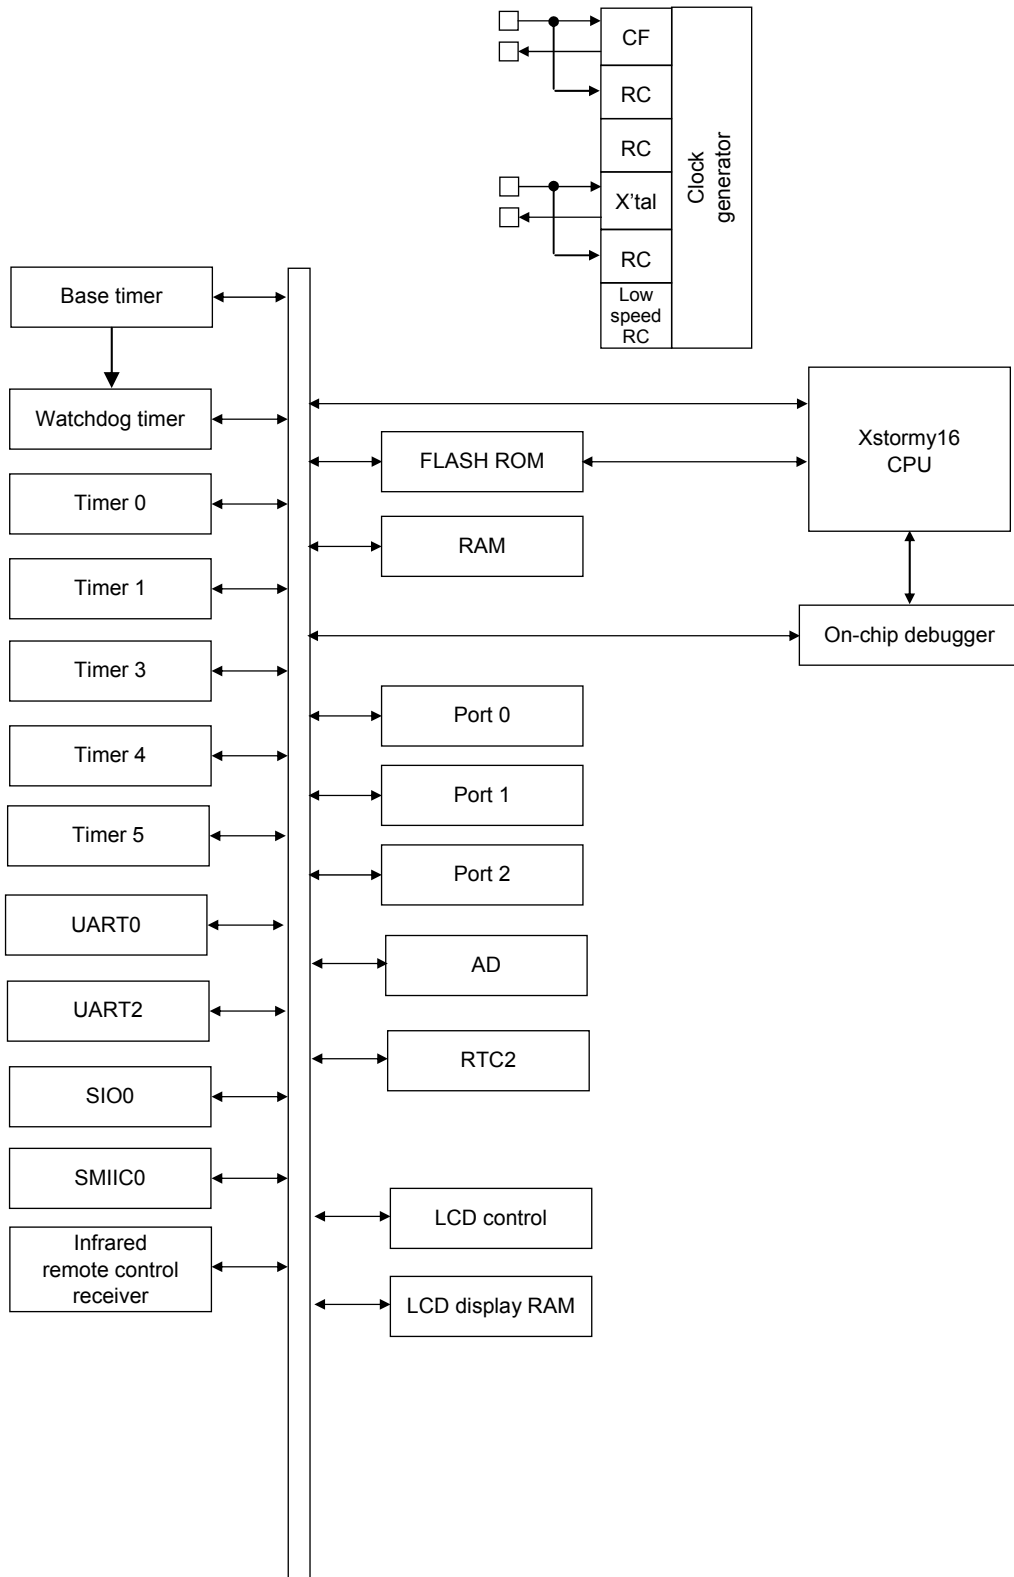 CF
RC
RC
X'tal
RC
Low
speed
RC
Clock
generator
Base timer
Watchdog timer
Timer 0
Timer 1
Timer 3
Timer 4
Timer 5
UART0
UART2
SIO0
SMIIC0
Infrared
remote control
receiver
FLASH ROM
RAM
Port 0
Port 1
Port 2
AD
RTC2
LCD control
LCD display RAM
Xstormy16
CPU
On-chip debugger